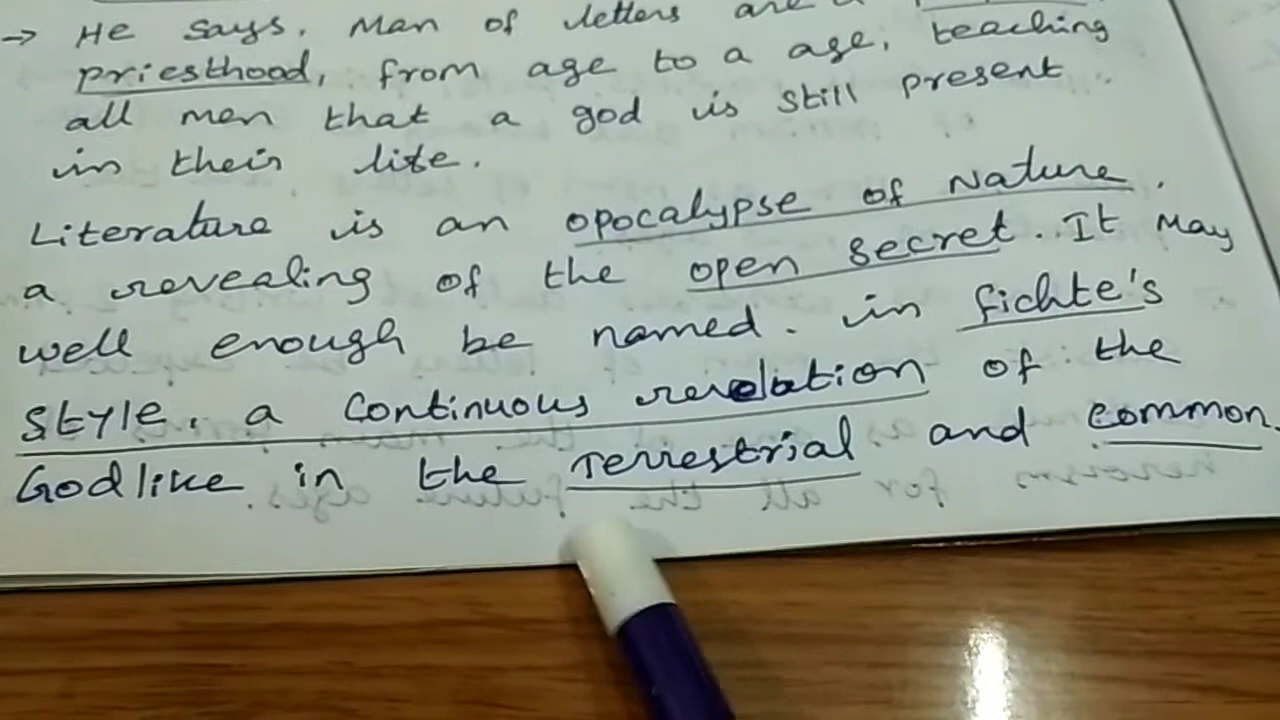 → He says, Man of letters are a
priesthood, from age to a age, teaching
all men that a god is still present
in their life.
Literature is an opocalypse of Nature,
a revealing of the open secret. It May
well enough be named. in fichte's
style, a continuous revelation of the
Godlike in the Terrestrial and common.